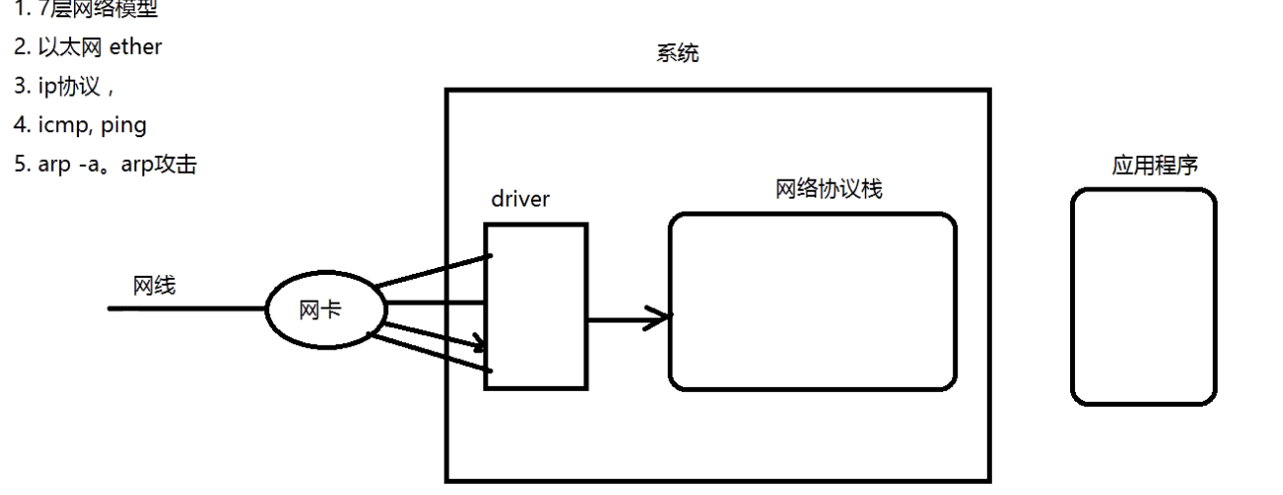 1. 7层网络模型
2. 以太网 ether
3. ip协议，
4. icmp, ping
5. arp -a。arp攻击
系统
应用程序
网络协议栈
driver
网线
网卡